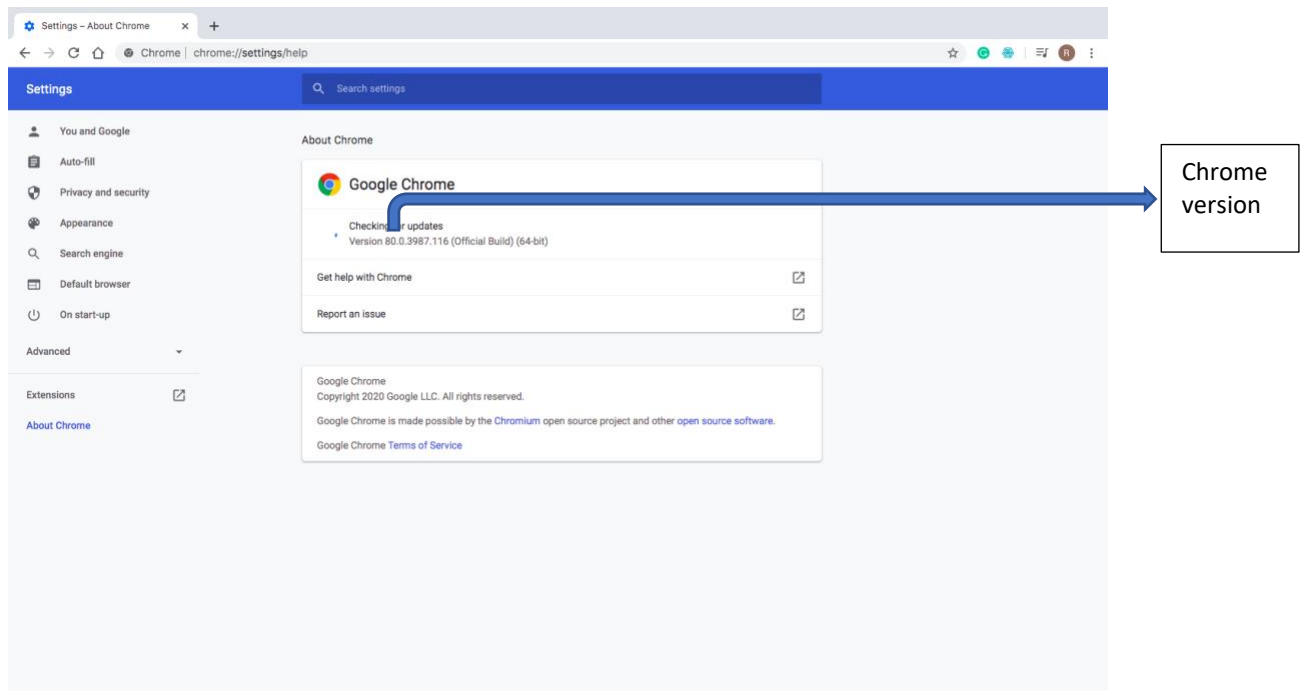 Settings – About Chrome
Chrome | chrome://settings/help
R
Settings
Search settings
You and Google
Auto-fill
Privacy and security
Appearance
Search engine
Default browser
On start-up
Advanced
Extensions
About Chrome
About Chrome
Google Chrome
Checking updates
Version 80.0.3987.116 (Official Build) (64-bit)
Get help with Chrome
Report an issue
Google Chrome
Copyright 2020 Google LLC. All rights reserved.
Google Chrome is made possible by the Chromium open source project and other open source software.
Google Chrome Terms of Service
Chrome
version